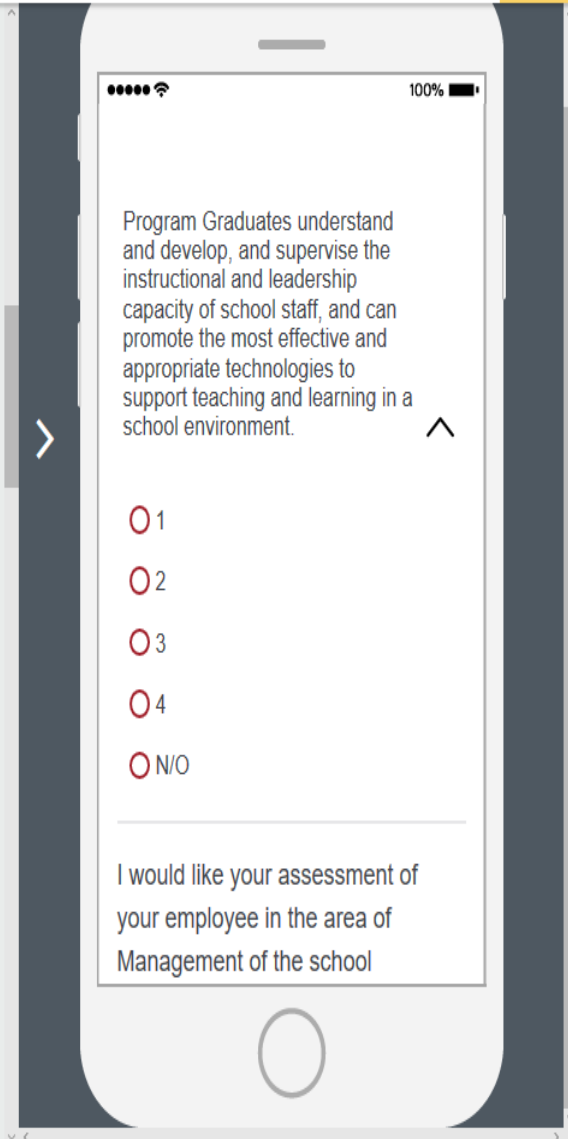 100%
Program Graduates understand
and develop, and supervise the
instructional and leadership
capacity of school staff, and can
promote the most effective and
appropriate technologies to
support teaching and learning in a
school environment.
1
2
3
4
N/O
I would like your assessment of
your employee in the area of
Management of the school